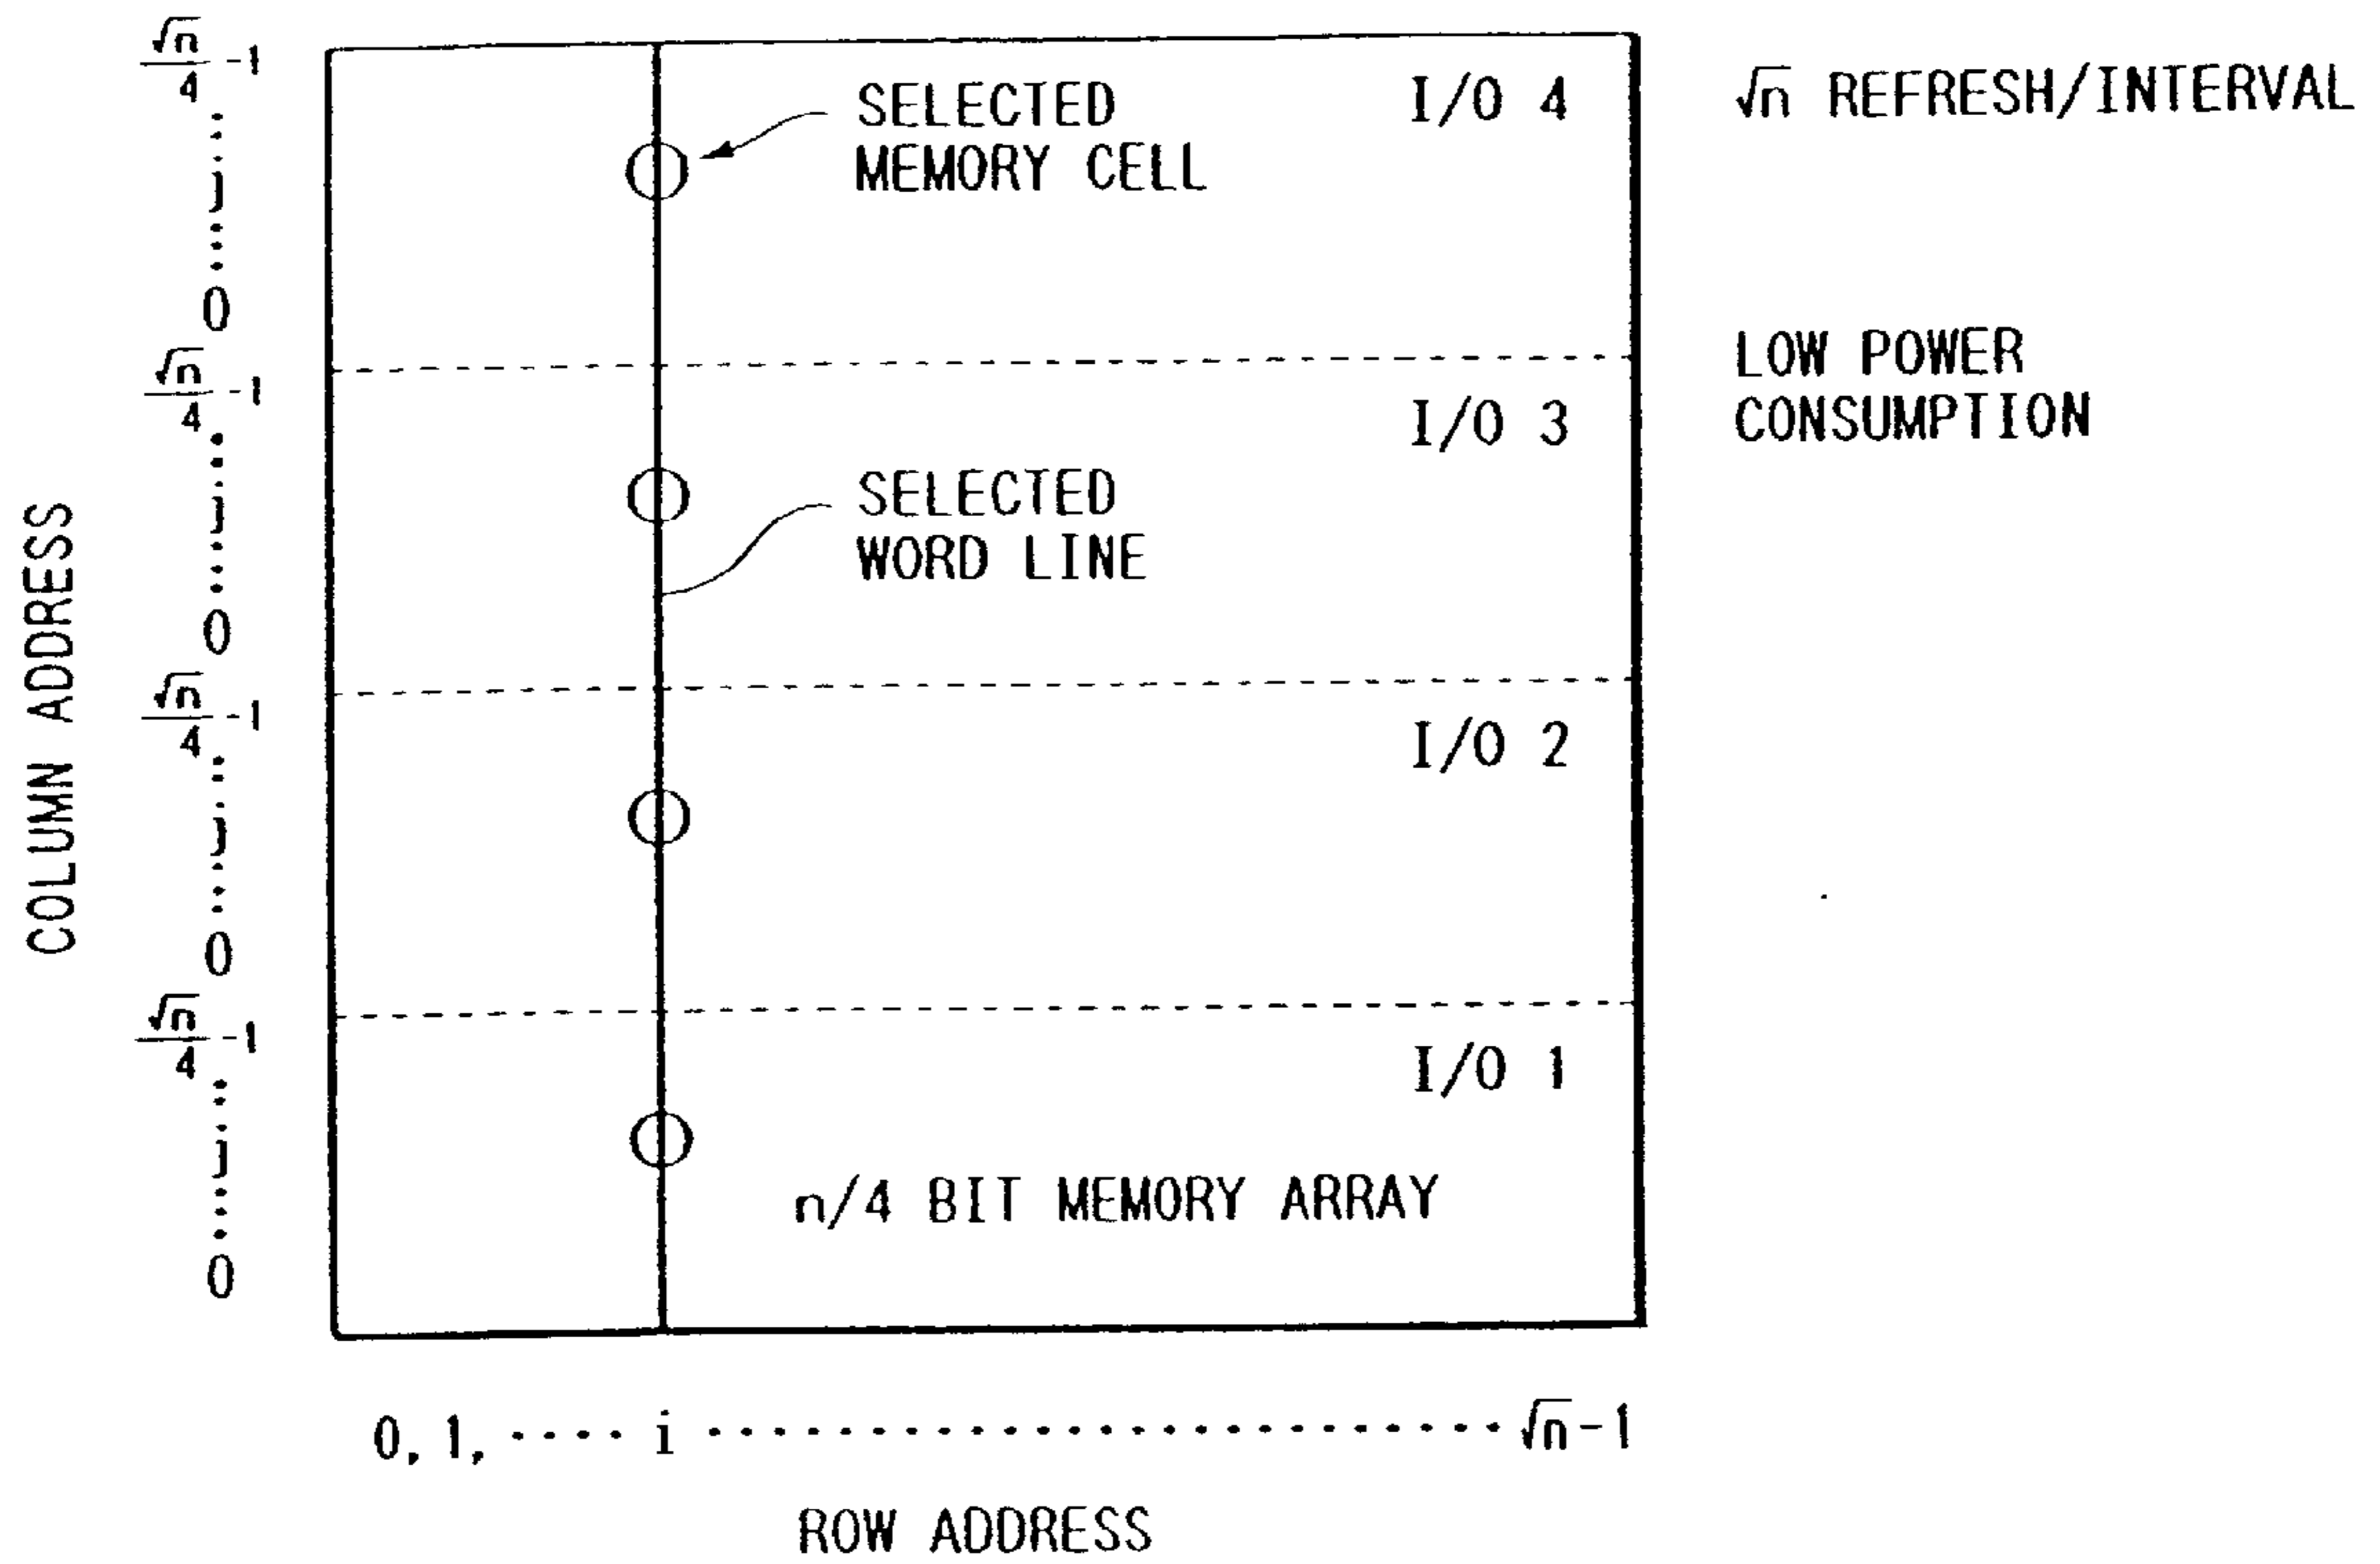 √n/4 -1
j
0
√n/4 -1
j
0
√n/4 -1
j
0
√n/4 -1
j
0
COLUMN ADDRESS
SELECTED
MEMORY CELL
I/O 4
SELECTED
WORD LINE
I/O 3
I/O 2
I/O 1
n/4 BIT MEMORY ARRAY
√n REFRESH/INTERVAL
LOW POWER
CONSUMPTION
0, 1, ···· i ···························· √n-1
ROW ADDRESS